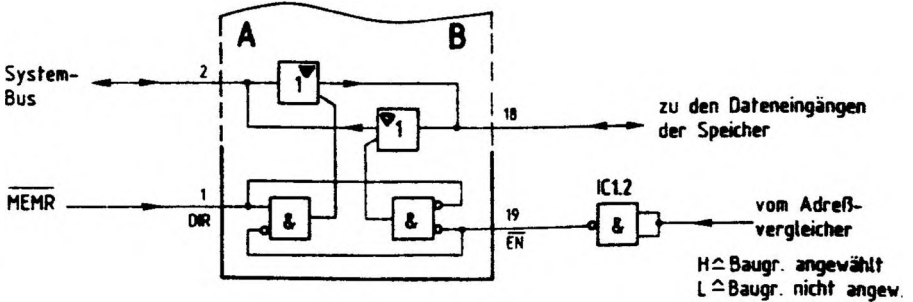 A
B
System-
Bus
2
1
1
18
zu den Dateneingängen
der Speicher
MEMR
1
DIR
&
&
19
EN
IC1.2
&
vom Adreß-
vergleicher
H≙Baugr. angewählt
L≙Baugr. nicht angew.